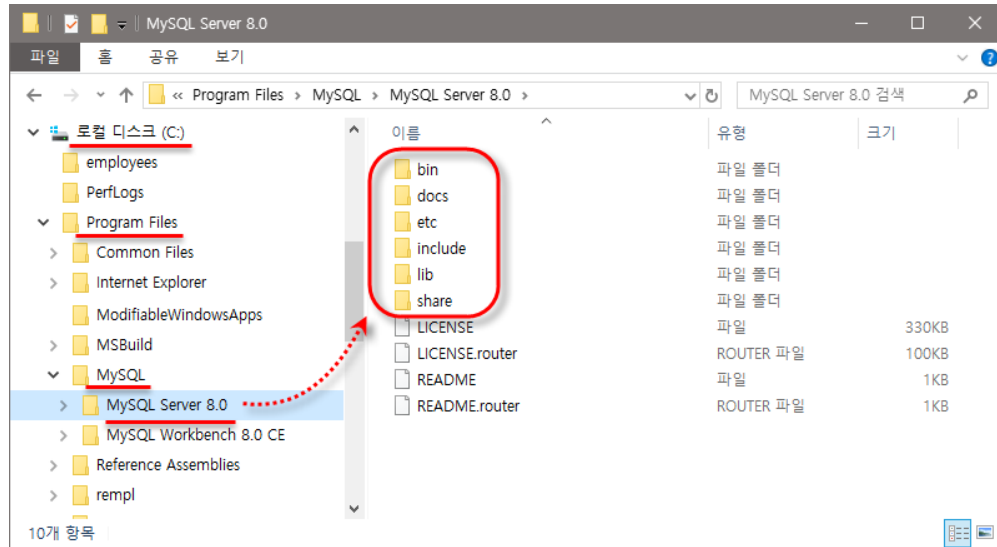 MySQL Server 8.0
파일 홈 공유 보기
« Program Files > MySQL > MySQL Server 8.0 > MySQL Server 8.0 검색
로컬 디스크 (C:)
employees
PerfLogs
Program Files
Common Files
Internet Explorer
ModifiableWindowsApps
MSBuild
MySQL
MySQL Server 8.0
MySQL Workbench 8.0 CE
Reference Assemblies
rempl
이름 유형 크기
bin 파일 폴더
docs 파일 폴더
etc 파일 폴더
include 파일 폴더
lib 파일 폴더
share 파일 폴더
LICENSE 파일 330KB
LICENSE.router ROUTER 파일 100KB
README 파일 1KB
README.router ROUTER 파일 1KB
10개 항목